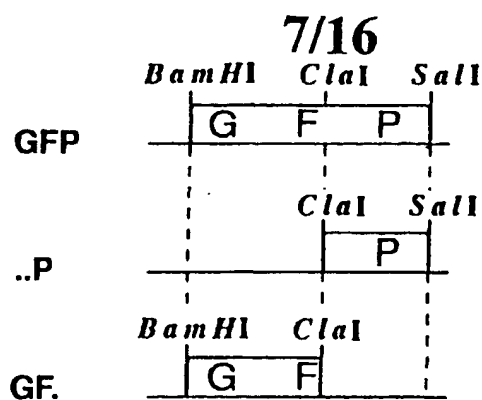 7/16
BamHI ClaI SalI
GFP G F P
ClaI SalI
..P P
BamHI ClaI
GF. G F